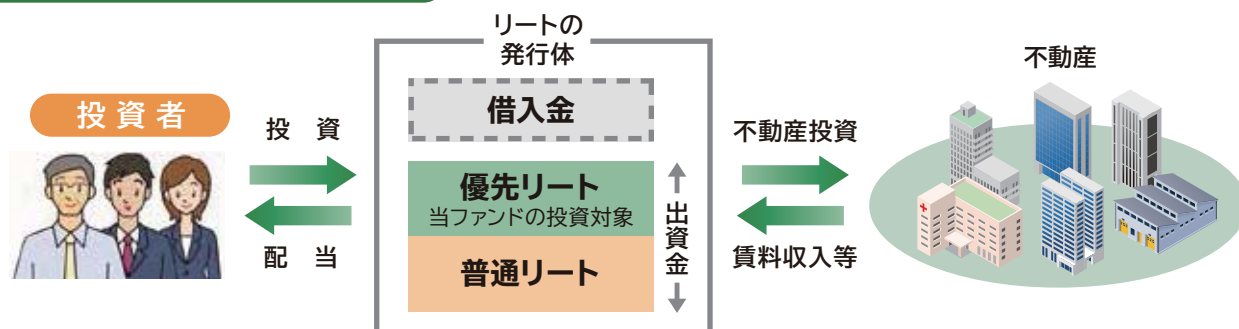 リートの
発行体
不動産
投資者
借入金
投 資
不動産投資
優先リート
当ファンドの投資対象
出資金
配 当
賃料収入等
普通リート